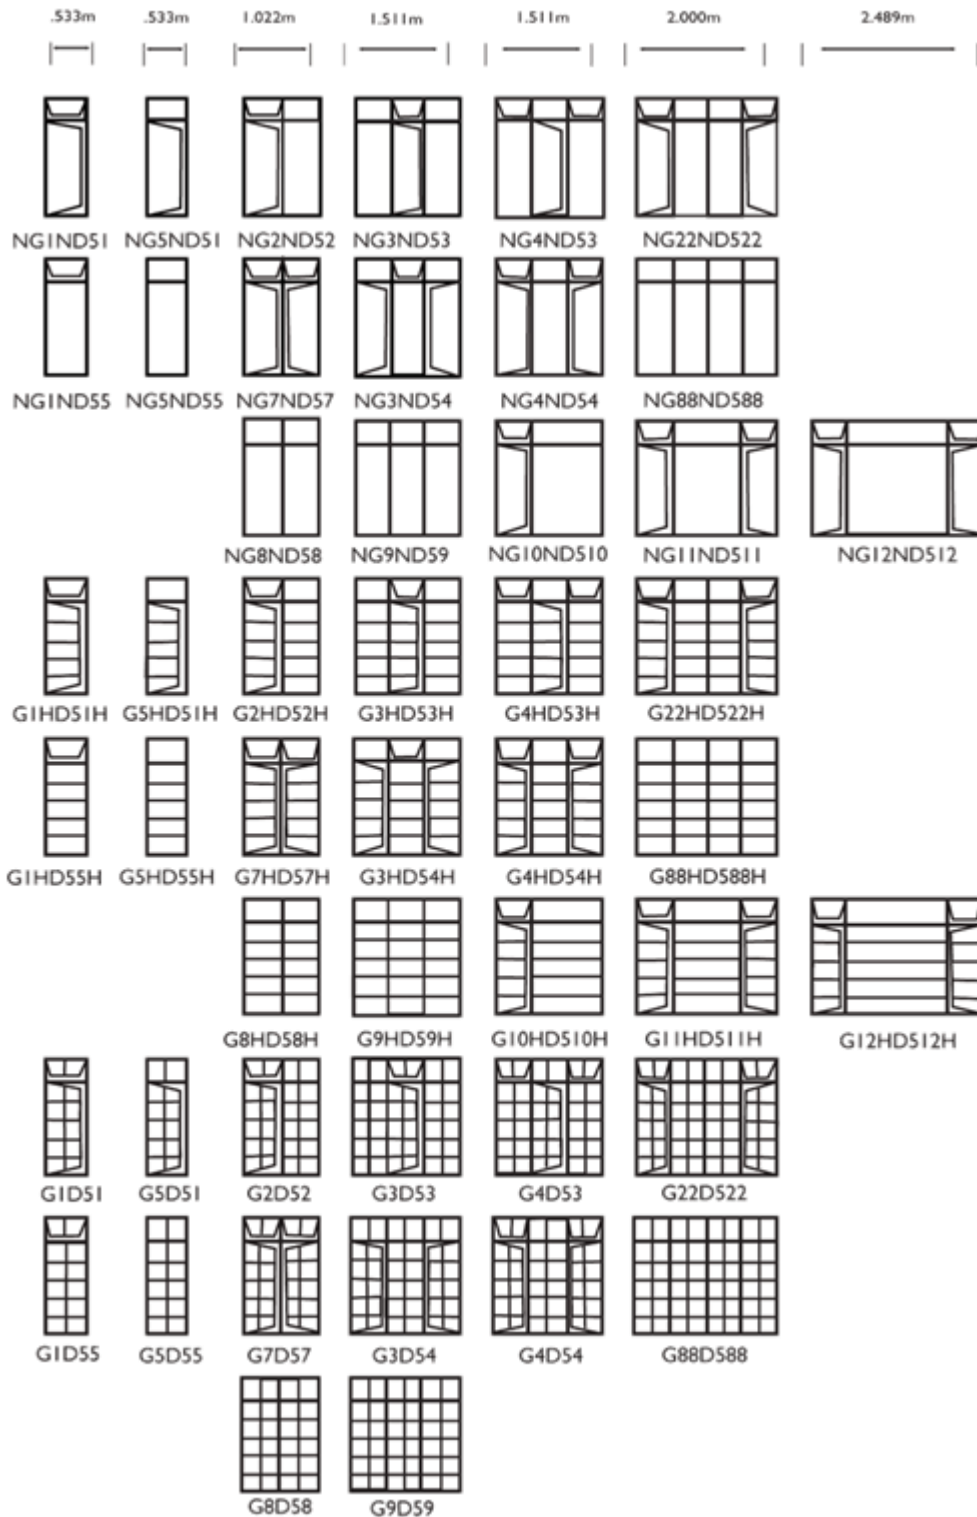 .533m .533m 1.022m 1.511m 1.511m 2.000m 2.489m
NG1ND51 NG5ND51 NG2ND52 NG3ND53 NG4ND53 NG22ND522
NG1ND55 NG5ND55 NG7ND57 NG3ND54 NG4ND54 NG88ND588
NG8ND58 NG9ND59 NG10ND510 NG11ND511 NG12ND512
G1HD51H G5HD51H G2HD52H G3HD53H G4HD53H G22HD522H
G1HD55H G5HD55H G7HD57H G3HD54H G4HD54H G88HD588H
G8HD58H G9HD59H G10HD510H G11HD511H G12HD512H
G1D51 G5D51 G2D52 G3D53 G4D53 G22D522
G1D55 G5D55 G7D57 G3D54 G4D54 G88D588
G8D58 G9D59